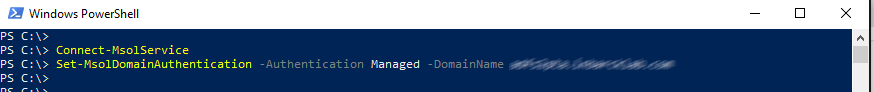 Windows PowerShell
PS C:\>
PS C:\> Connect-MsolService
PS C:\> Set-MsolDomainAuthentication -Authentication Managed -DomainName
PS C:\>
PS C:\>